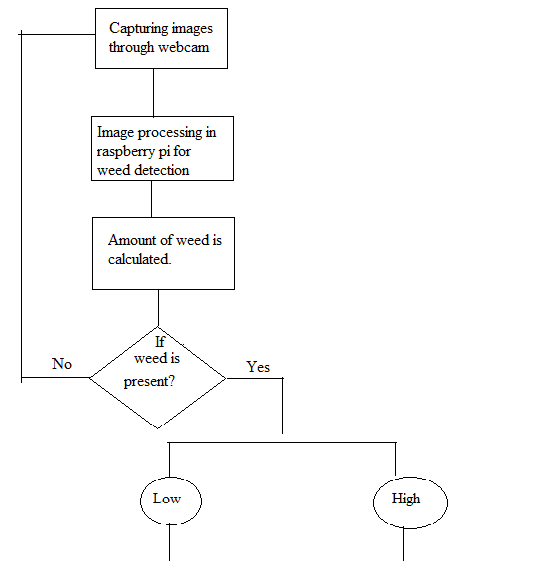 Capturing images
through webcam
Image processing in
raspberry pi for
weed detection
Amount of weed is
calculated.
If
weed is
present?
No
Yes
Low
High